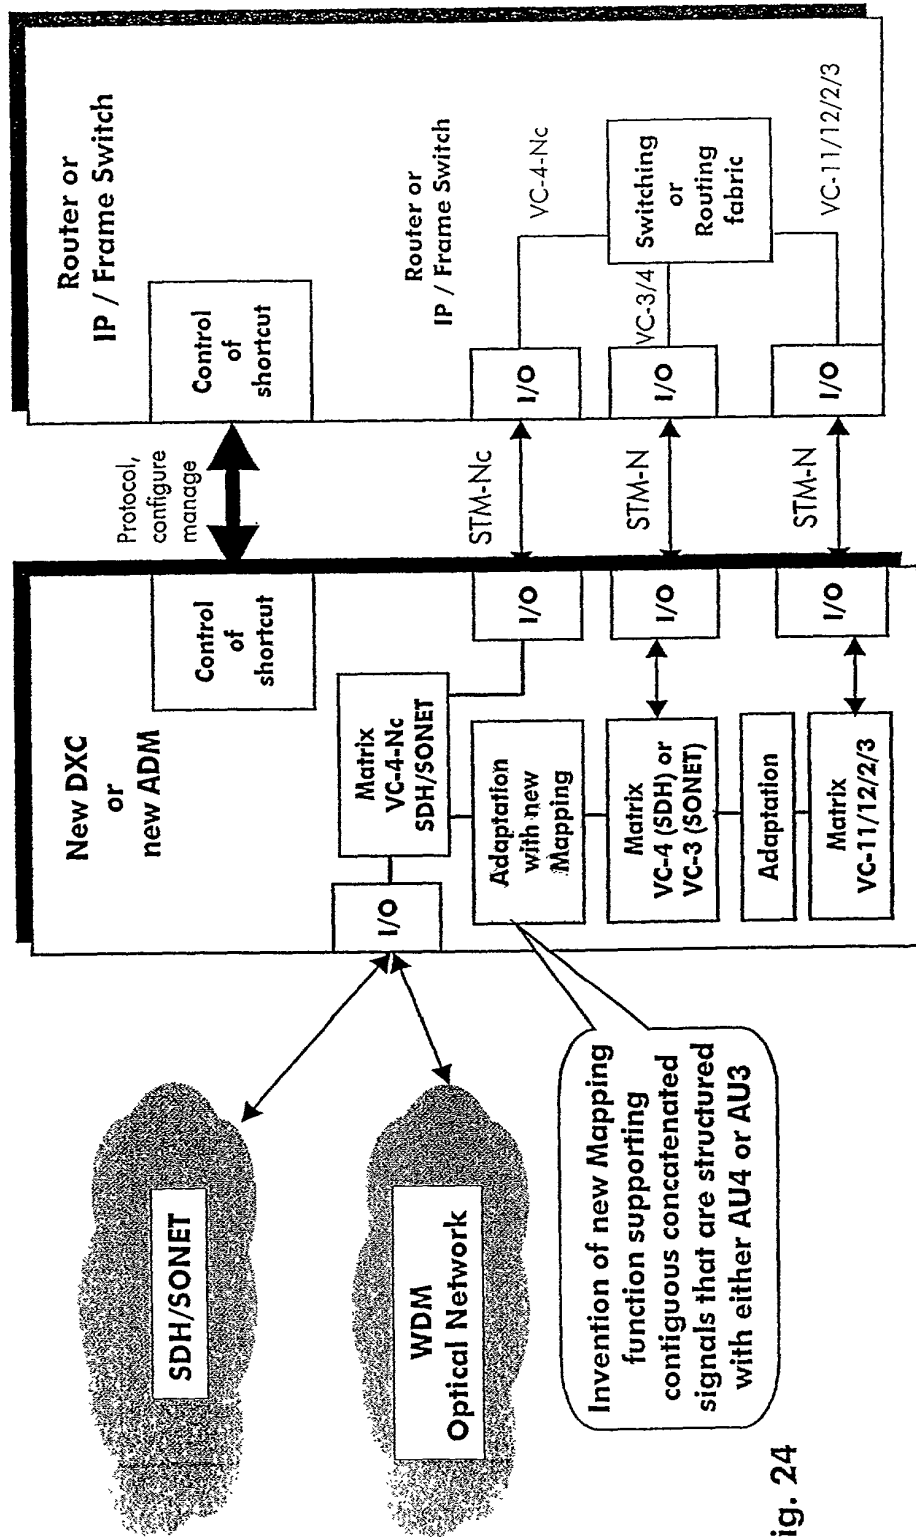 SDH/SONET
WDM
Optical Network
Invention of new Mapping
function supporting
contiguous concatenated
signals that are structured
with either AU4 or AU3
New DXC
or
new ADM
Control
of
shortcut
I/O
Matrix
VC-4-Nc
SDH/SONET
Adaptation
with new
Mapping
I/O
Matrix
VC-4 (SDH) or
VC-3 (SONET)
I/O
Adaptation
Matrix
VC-11/12/2/3
I/O
Protocol,
configure
manage
STM-Nc
STM-N
STM-N
Router or
IP / Frame Switch
Control
of
shortcut
Router or
IP / Frame Switch
I/O
VC-4-Nc
I/O
VC-3/4
Switching
or
Routing
fabric
I/O
VC-11/12/2/3
ig. 24